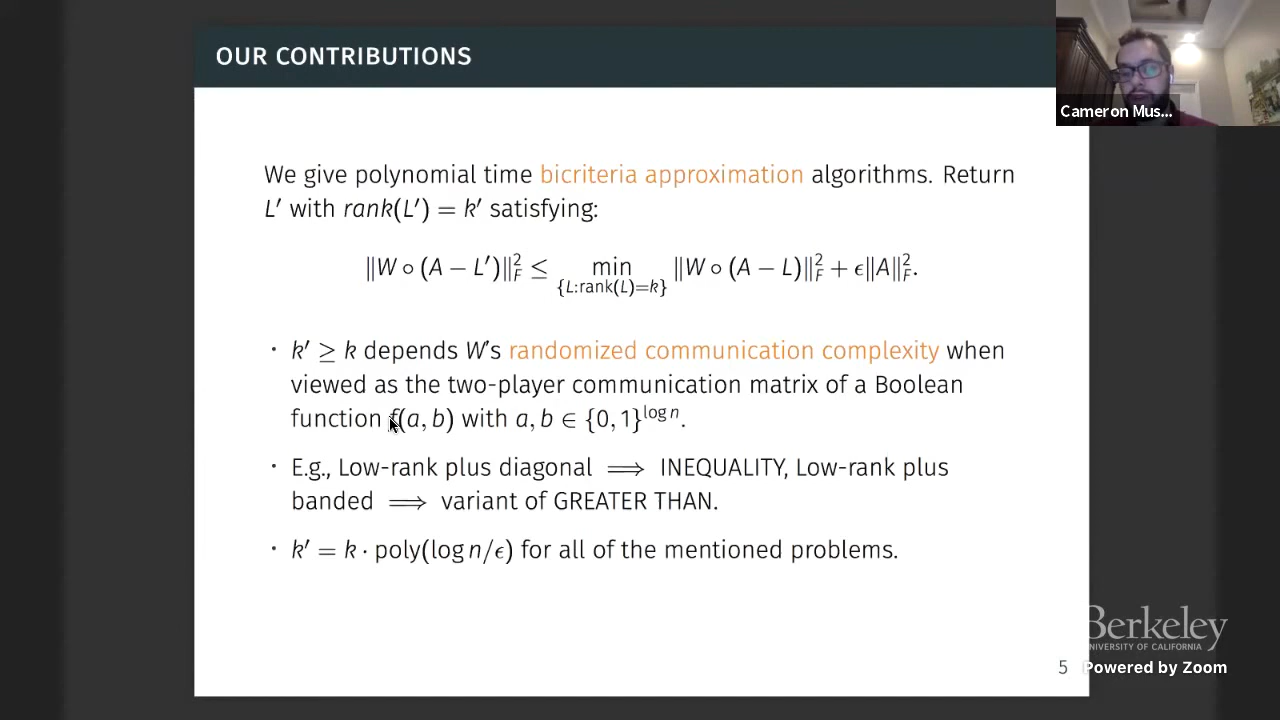 OUR CONTRIBUTIONS
Cameron Mus...
We give polynomial time bicriteria approximation algorithms. Return
L′ with rank(L′) = k′ satisfying:
‖W ∘ (A − L′)‖²_F ≤ min_{L:rank(L)=k} ‖W ∘ (A − L)‖²_F + ϵ‖A‖²_F.
· k′ ≥ k depends W's randomized communication complexity when
viewed as the two-player communication matrix of a Boolean
function f(a, b) with a, b ∈ {0, 1}^{log n}.
· E.g., Low-rank plus diagonal ⟹ INEQUALITY, Low-rank plus
banded ⟹ variant of GREATER THAN.
· k′ = k · poly(log n/ϵ) for all of the mentioned problems.
Berkeley
UNIVERSITY OF CALIFORNIA
5
Powered by Zoom